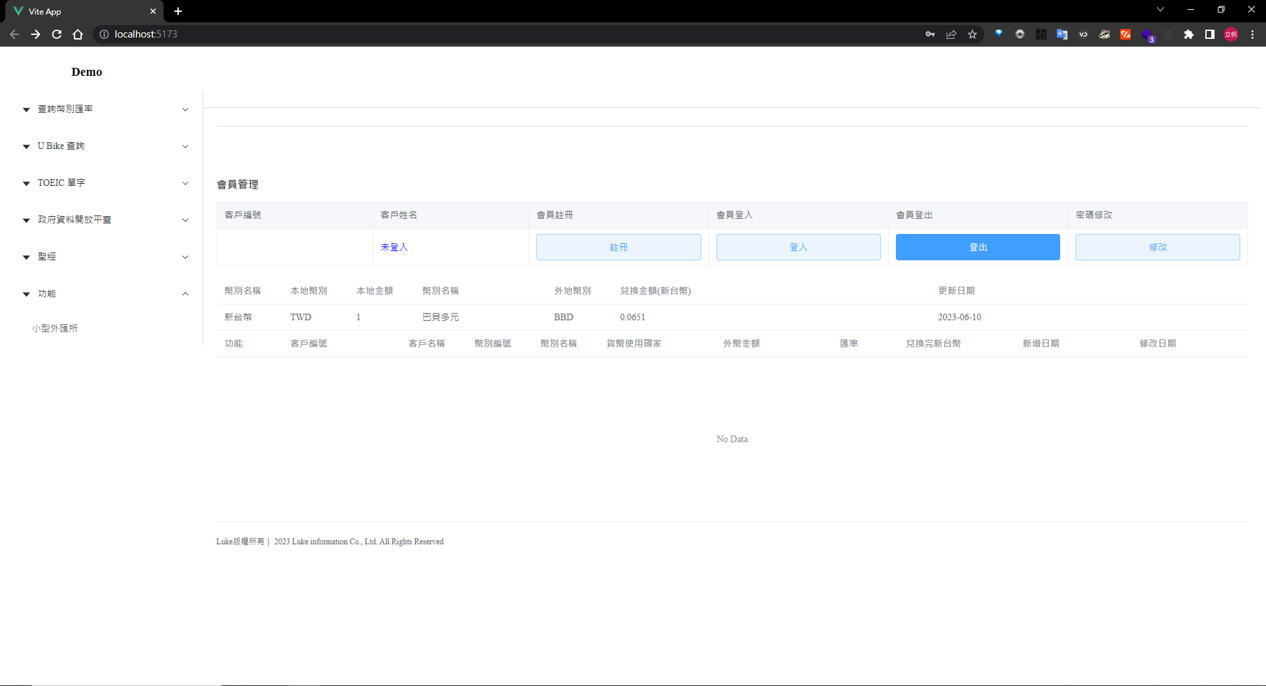 Vite App
localhost:5173
3
立帆
Demo
查詢幣別匯率
U Bike 查詢
TOEIC 單字
政府資料開放平臺
聖經
功能
小型外匯所
會員管理
客戶編號 客戶姓名 會員註冊 會員登入 會員登出 密碼修改
未登入 註冊 登入 登出 修改
幣別名稱 本地幣別 本地金額 幣別名稱 外地幣別 兌換金額(新台幣) 更新日期
新台幣 TWD 1 巴貝多元 BBD 0.0651 2023-06-10
功能 客戶編號 客戶名稱 幣別編號 幣別名稱 貨幣使用國家 外幣金額 匯率 兌換完新台幣 新增日期 修改日期
No Data
Luke版權所有｜ 2023 Luke information Co., Ltd. All Rights Reserved